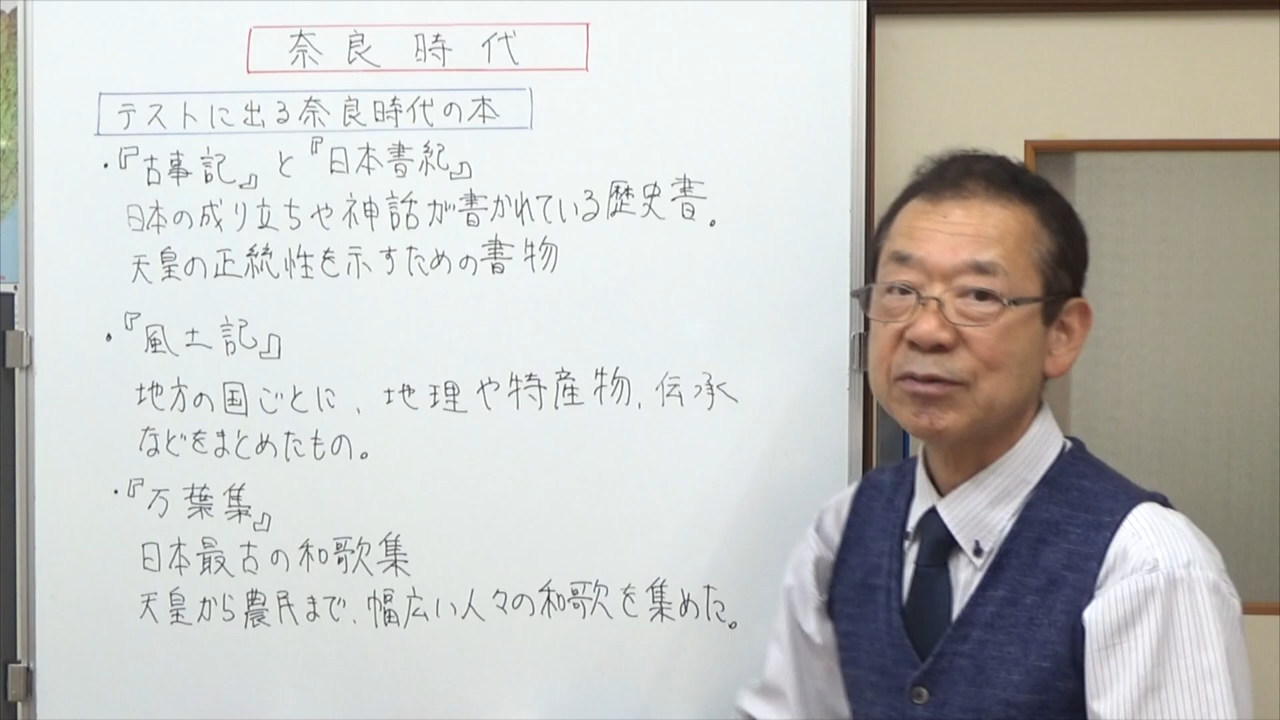 奈良時代
テストに出る奈良時代の本
・『古事記』と『日本書紀』
日本の成り立ちや神話が書かれている歴史書。
天皇の正統性を示すための書物
・『風土記』
地方の国ごとに、地理や特産物、伝承
などをまとめたもの。
・『万葉集』
日本最古の和歌集
天皇から農民まで、幅広い人々の和歌を集めた。